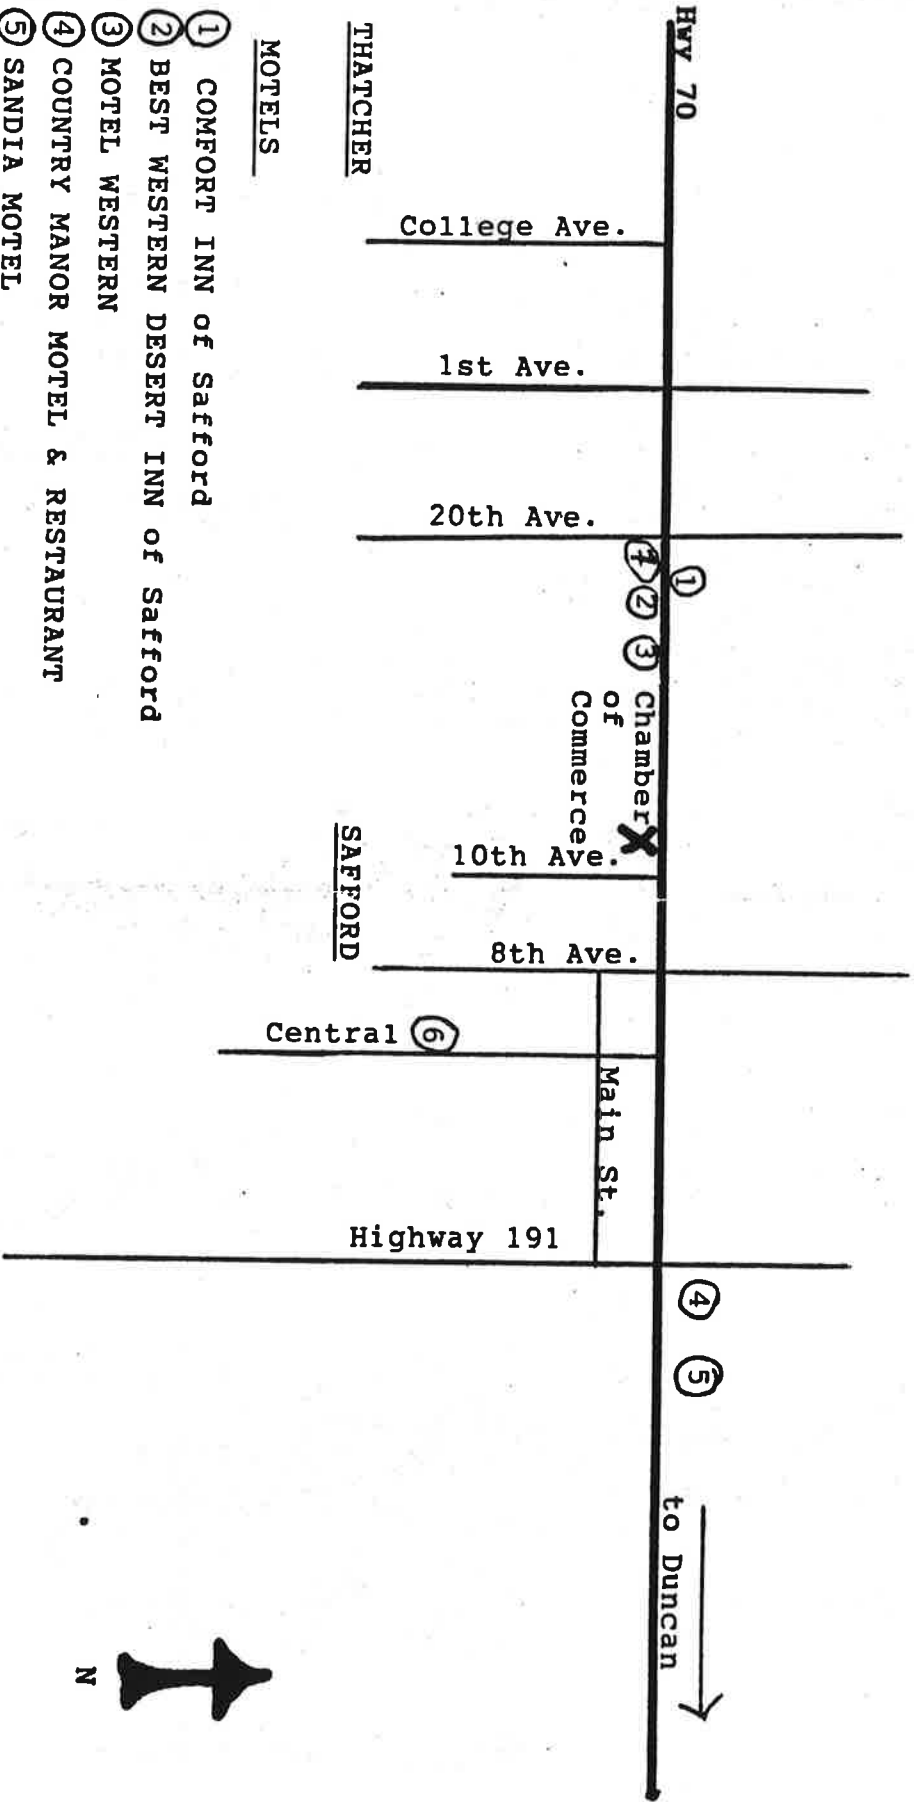 Hwy 70
THATCHER
College Ave.
1st Ave.
20th Ave.
①
⑦ ② ③
Chamber
of
Commerce
X
10th Ave.
SAFFORD
8th Ave.
Central ⑥
Main St.
Highway 191
④ ⑤
to Duncan
MOTELS
① COMFORT INN of Safford
② BEST WESTERN DESERT INN of Safford
③ MOTEL WESTERN
④ COUNTRY MANOR MOTEL & RESTAURANT
⑤ SANDIA MOTEL
N